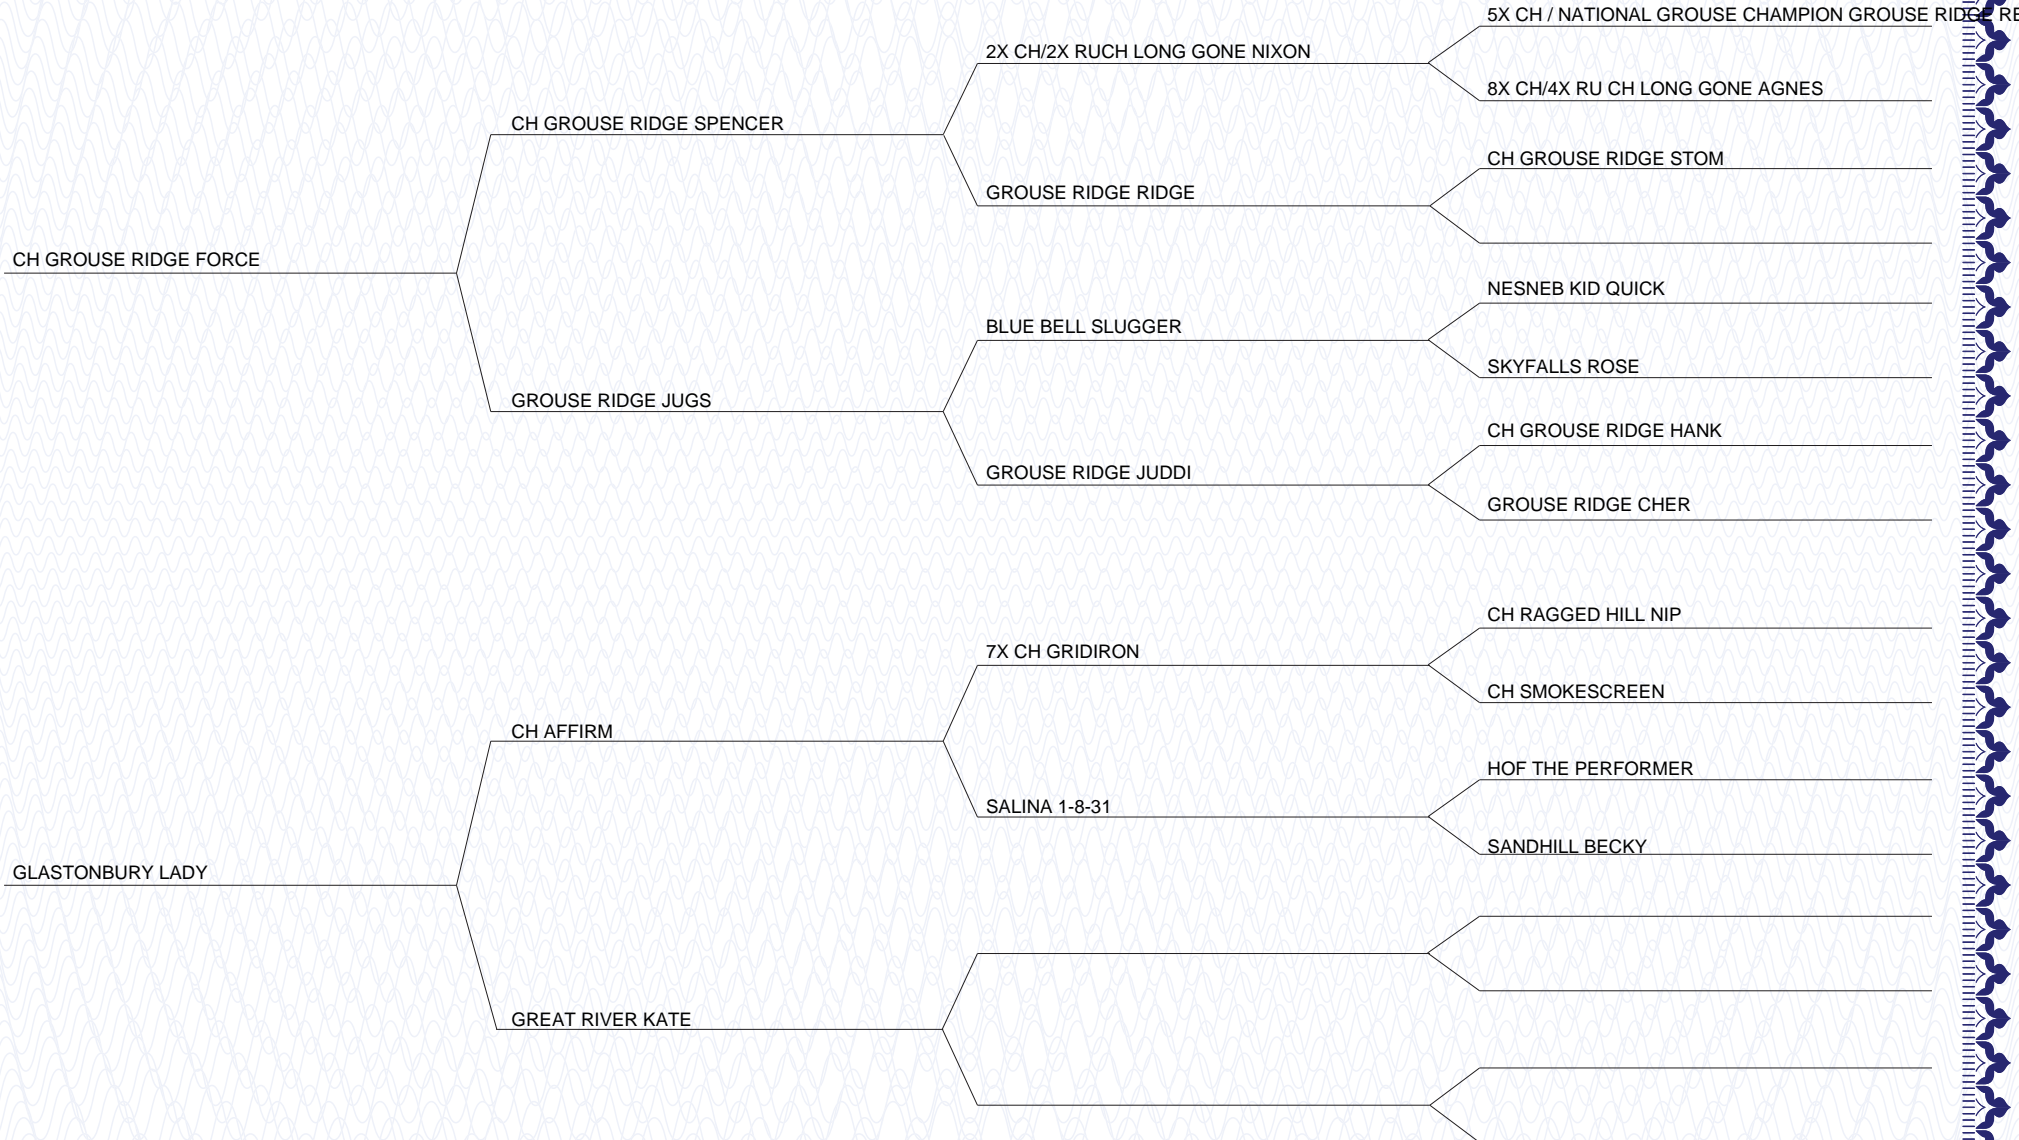 5X CH / NATIONAL GROUSE CHAMPION GROUSE RIDGE
2X CH/2X RUCH LONG GONE NIXON
8X CH/4X RU CH LONG GONE AGNES
CH GROUSE RIDGE SPENCER
CH GROUSE RIDGE STOM
GROUSE RIDGE RIDGE
CH GROUSE RIDGE FORCE
NESNEB KID QUICK
BLUE BELL SLUGGER
SKYFALLS ROSE
GROUSE RIDGE JUGS
CH GROUSE RIDGE HANK
GROUSE RIDGE JUDDI
GROUSE RIDGE CHER
CH RAGGED HILL NIP
7X CH GRIDIRON
CH SMOKESCREEN
CH AFFIRM
HOF THE PERFORMER
SALINA 1-8-31
SANDHILL BECKY
GLASTONBURY LADY
GREAT RIVER KATE